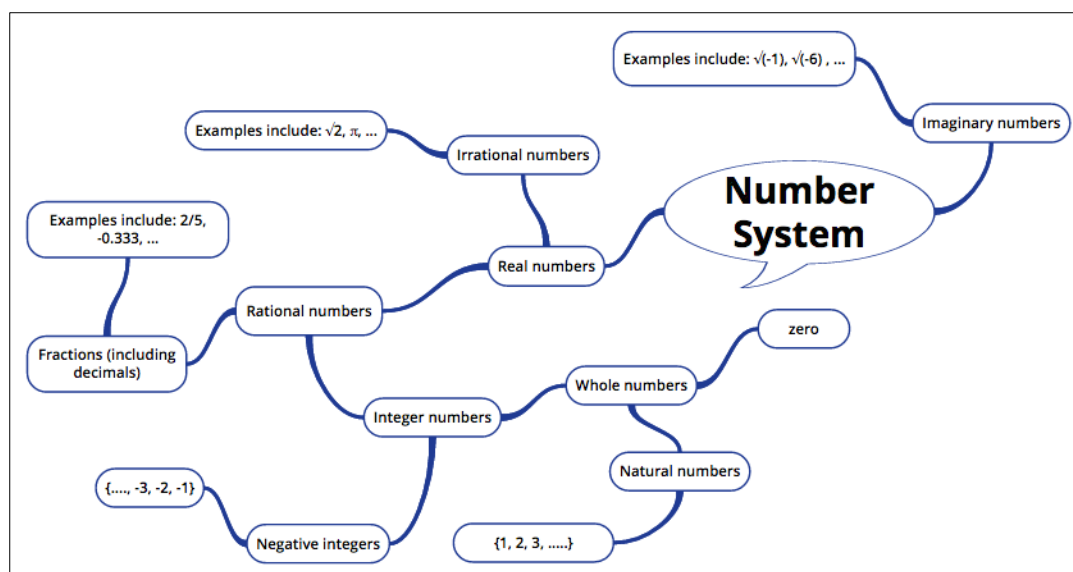 Examples include: √(-1), √(-6) , ...
Imaginary numbers
Examples include: √2, π, ...
Irrational numbers
Number
System
Examples include: 2/5,
-0.333, ...
Real numbers
Rational numbers
zero
Fractions (including
decimals)
Whole numbers
Integer numbers
Natural numbers
{...., -3, -2, -1}
Negative integers
{1, 2, 3, .....}